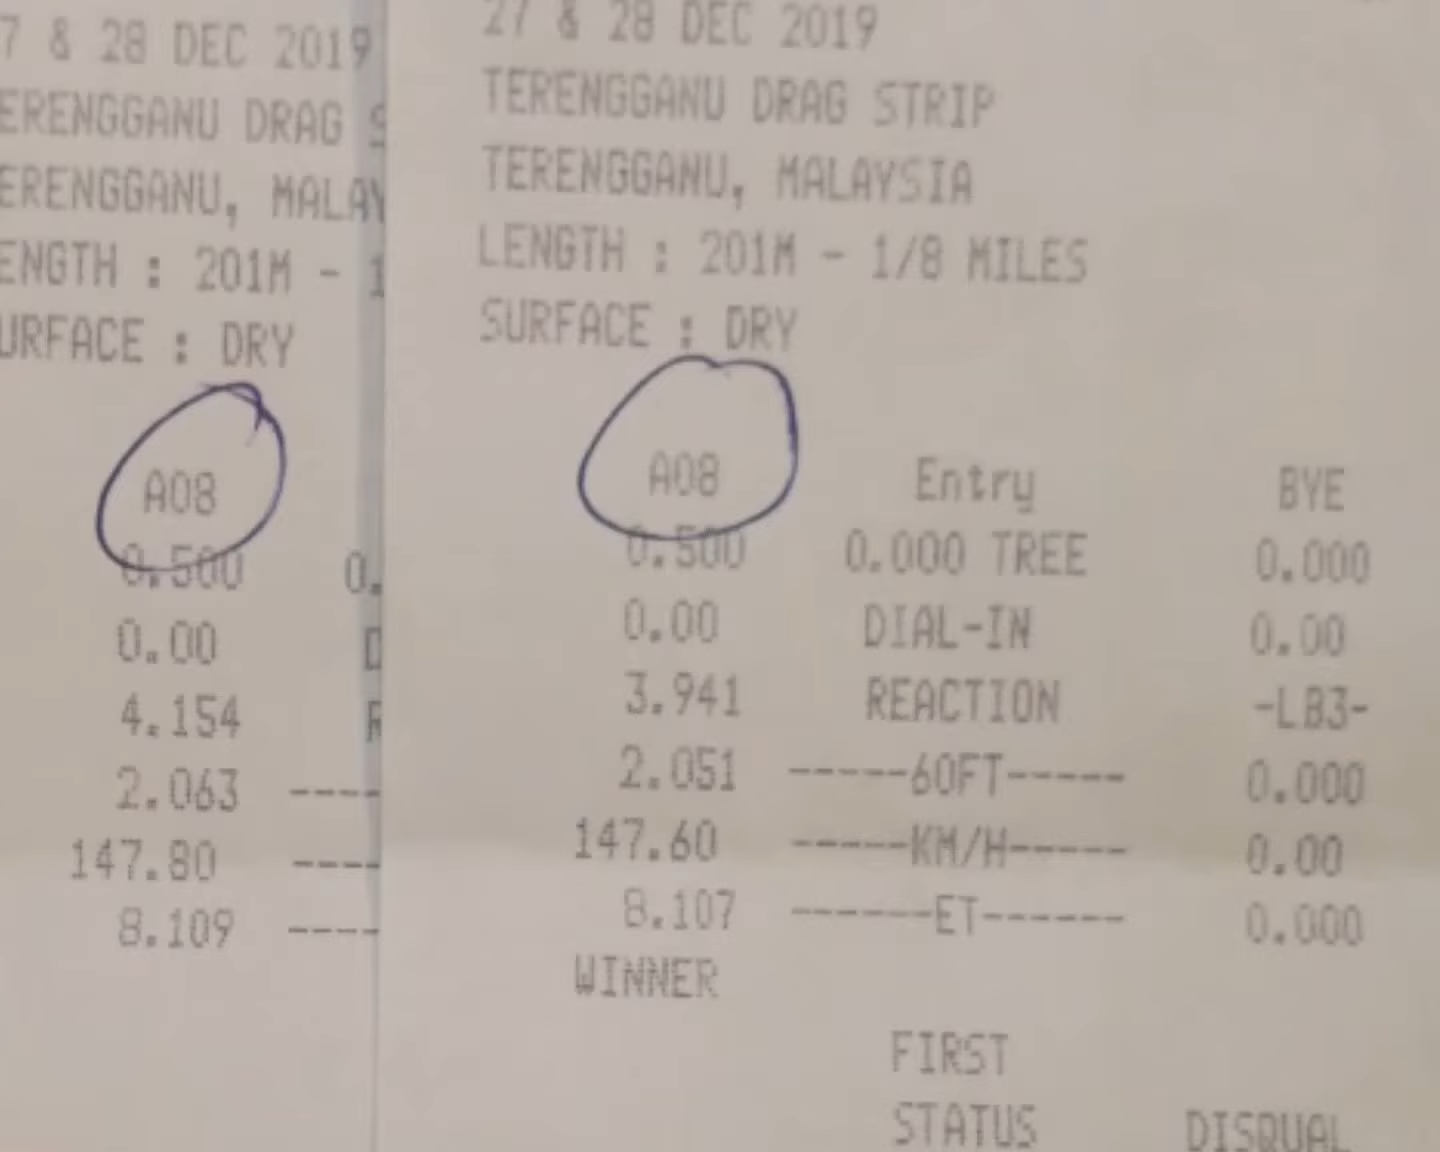 7 & 28 DEC 2019
ERENGGANU DRAG S
ERENGGANU, MALAY
ENGTH : 201M - 1
URFACE : DRY
A08
0.500 0.
0.00 D
4.154 R
2.063 ----
147.80 ----
8.109 ----
27 & 28 DEC 2019
TERENGGANU DRAG STRIP
TERENGGANU, MALAYSIA
LENGTH : 201M - 1/8 MILES
SURFACE : DRY
A08 Entry BYE
0.500 0.000 TREE 0.000
0.00 DIAL-IN 0.00
3.941 REACTION -LB3-
2.051 -----60FT----- 0.000
147.60 -----KM/H----- 0.00
8.107 ------ET------ 0.000
WINNER
FIRST
STATUS DISQUAL